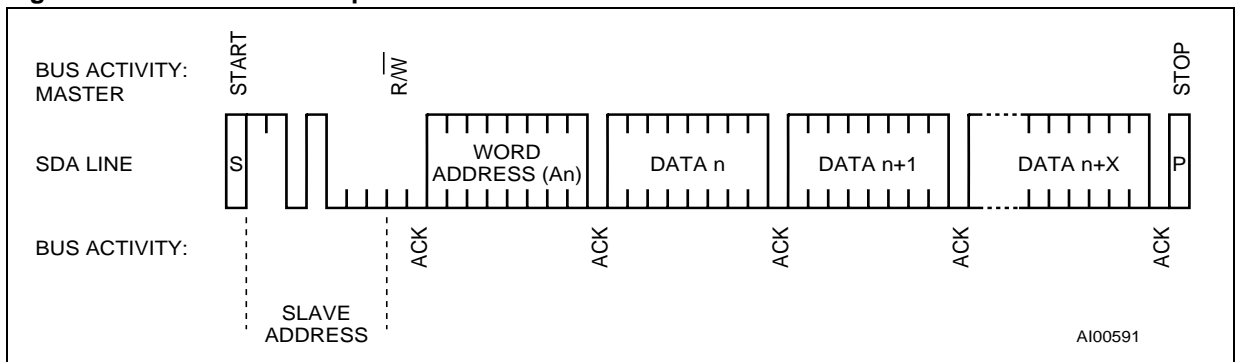 BUS ACTIVITY:
MASTER
START
R/W
STOP
SDA LINE
S
WORD
ADDRESS (An)
DATA n
DATA n+1
DATA n+X
P
BUS ACTIVITY:
ACK
ACK
ACK
ACK
ACK
SLAVE
ADDRESS
AI00591